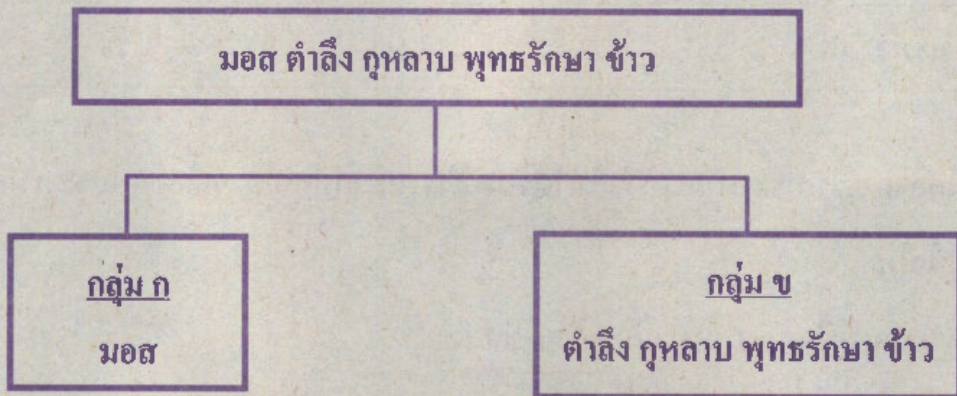 มอส ตำลึง กุหลาบ พุทธรักษา ข้าว
กลุ่ม ก
มอส
กลุ่ม ข
ตำลึง กุหลาบ พุทธรักษา ข้าว